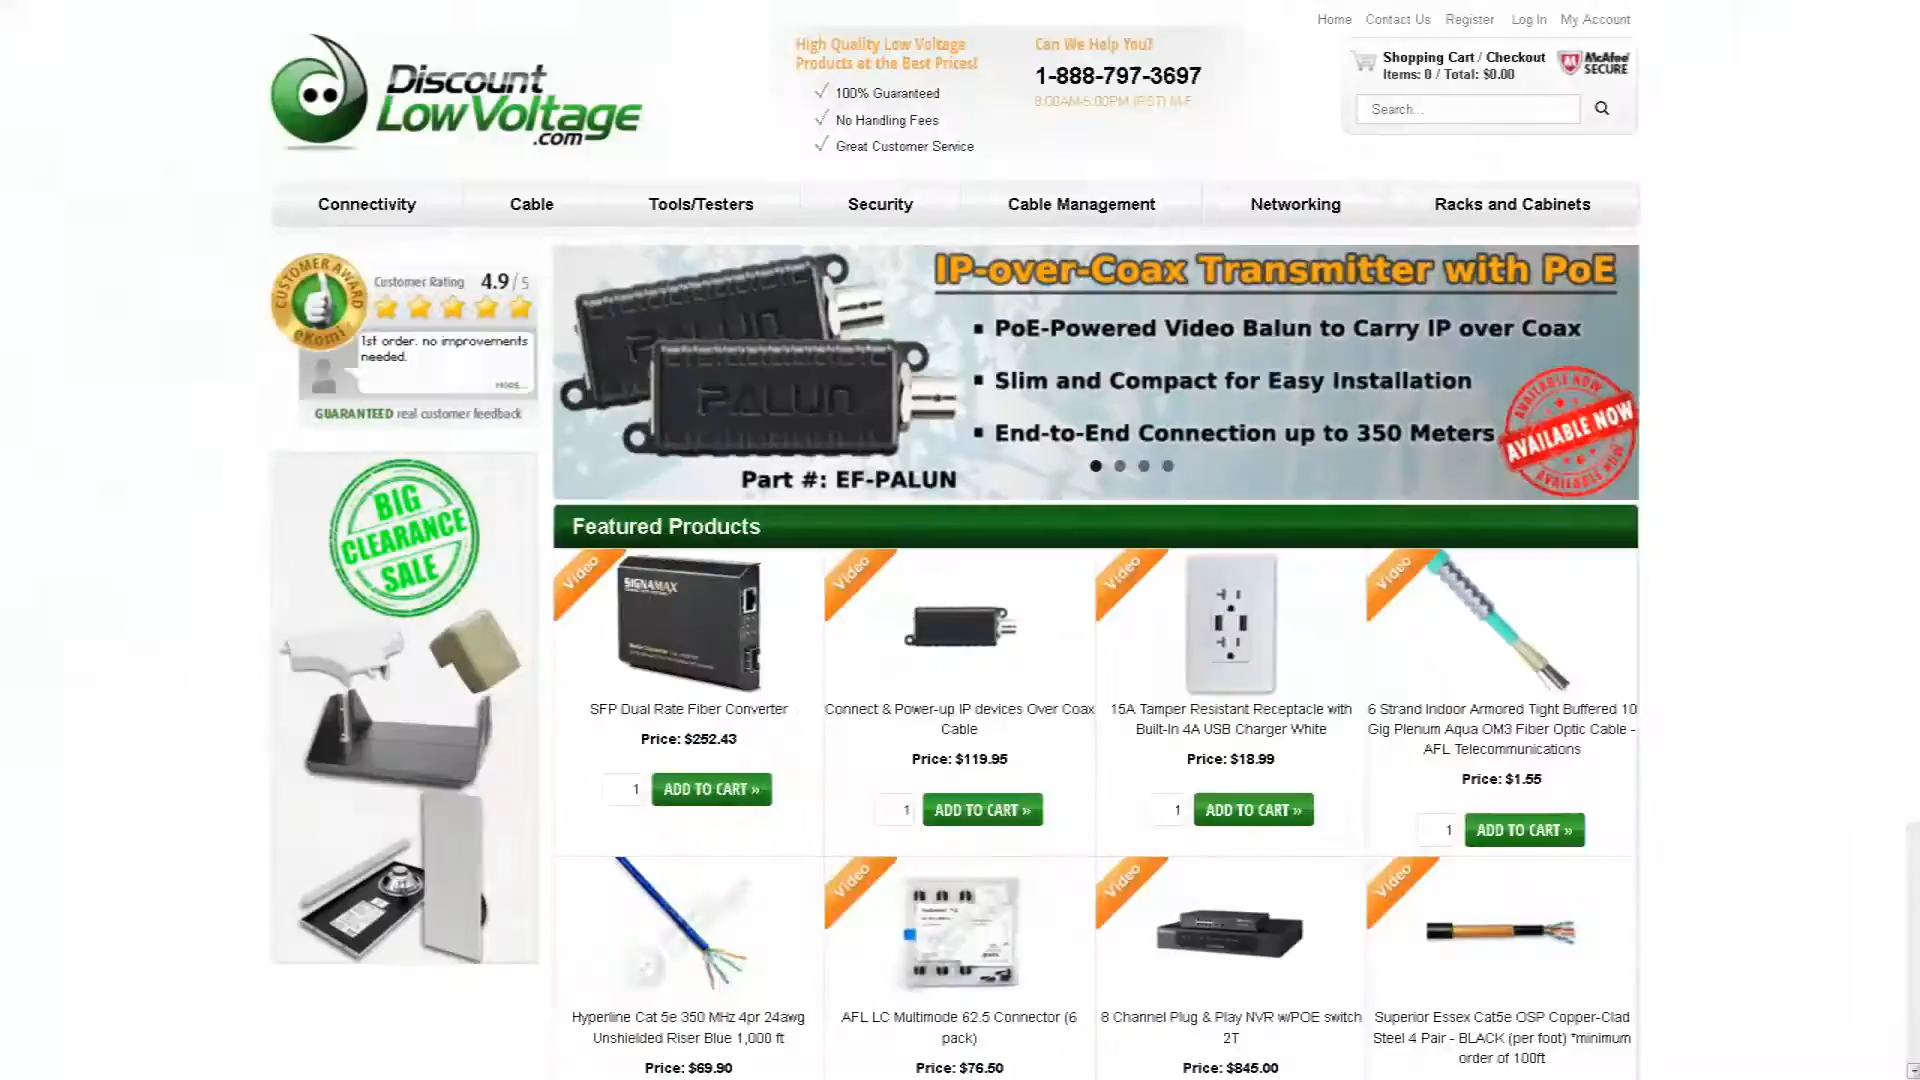 Home Contact Us Register Log In My Account
Discount
LowVoltage
.com
High Quality Low Voltage
Products at the Best Prices!
100% Guaranteed
No Handling Fees
Great Customer Service
Can We Help You?
1-888-797-3697
8:00AM-5:00PM (PST) M-F
Shopping Cart / Checkout
Items: 0 / Total: $0.00
McAfee
SECURE
Search...
Connectivity Cable Tools/Testers Security Cable Management Networking Racks and Cabinets
CUSTOMER AWARD
eKomi
Customer Rating 4.9 / 5
1st order. no improvements
needed.
MORE...
GUARANTEED real customer feedback
BIG
CLEARANCE
SALE
IP-over-Coax Transmitter with PoE
PoE-Powered Video Balun to Carry IP over Coax
Slim and Compact for Easy Installation
End-to-End Connection up to 350 Meters
PALUN
PALUN
Part #: EF-PALUN
AVAILABLE NOW
AVAILABLE NOW
AVAILABLE NOW
Featured Products
Video
SIGNAMAX
SFP Dual Rate Fiber Converter
Price: $252.43
1 ADD TO CART »
Video
Connect & Power-up IP devices Over Coax
Cable
Price: $119.95
1 ADD TO CART »
Video
15A Tamper Resistant Receptacle with
Built-In 4A USB Charger White
Price: $18.99
1 ADD TO CART »
Video
6 Strand Indoor Armored Tight Buffered 10
Gig Plenum Aqua OM3 Fiber Optic Cable -
AFL Telecommunications
Price: $1.55
1 ADD TO CART »
Hyperline Cat 5e 350 MHz 4pr 24awg
Unshielded Riser Blue 1,000 ft
Price: $69.90
Video
AFL LC Multimode 62.5 Connector (6
pack)
Price: $76.50
Video
8 Channel Plug & Play NVR w/POE switch
2T
Price: $845.00
Video
Superior Essex Cat5e OSP Copper-Clad
Steel 4 Pair - BLACK (per foot) *minimum
order of 100ft